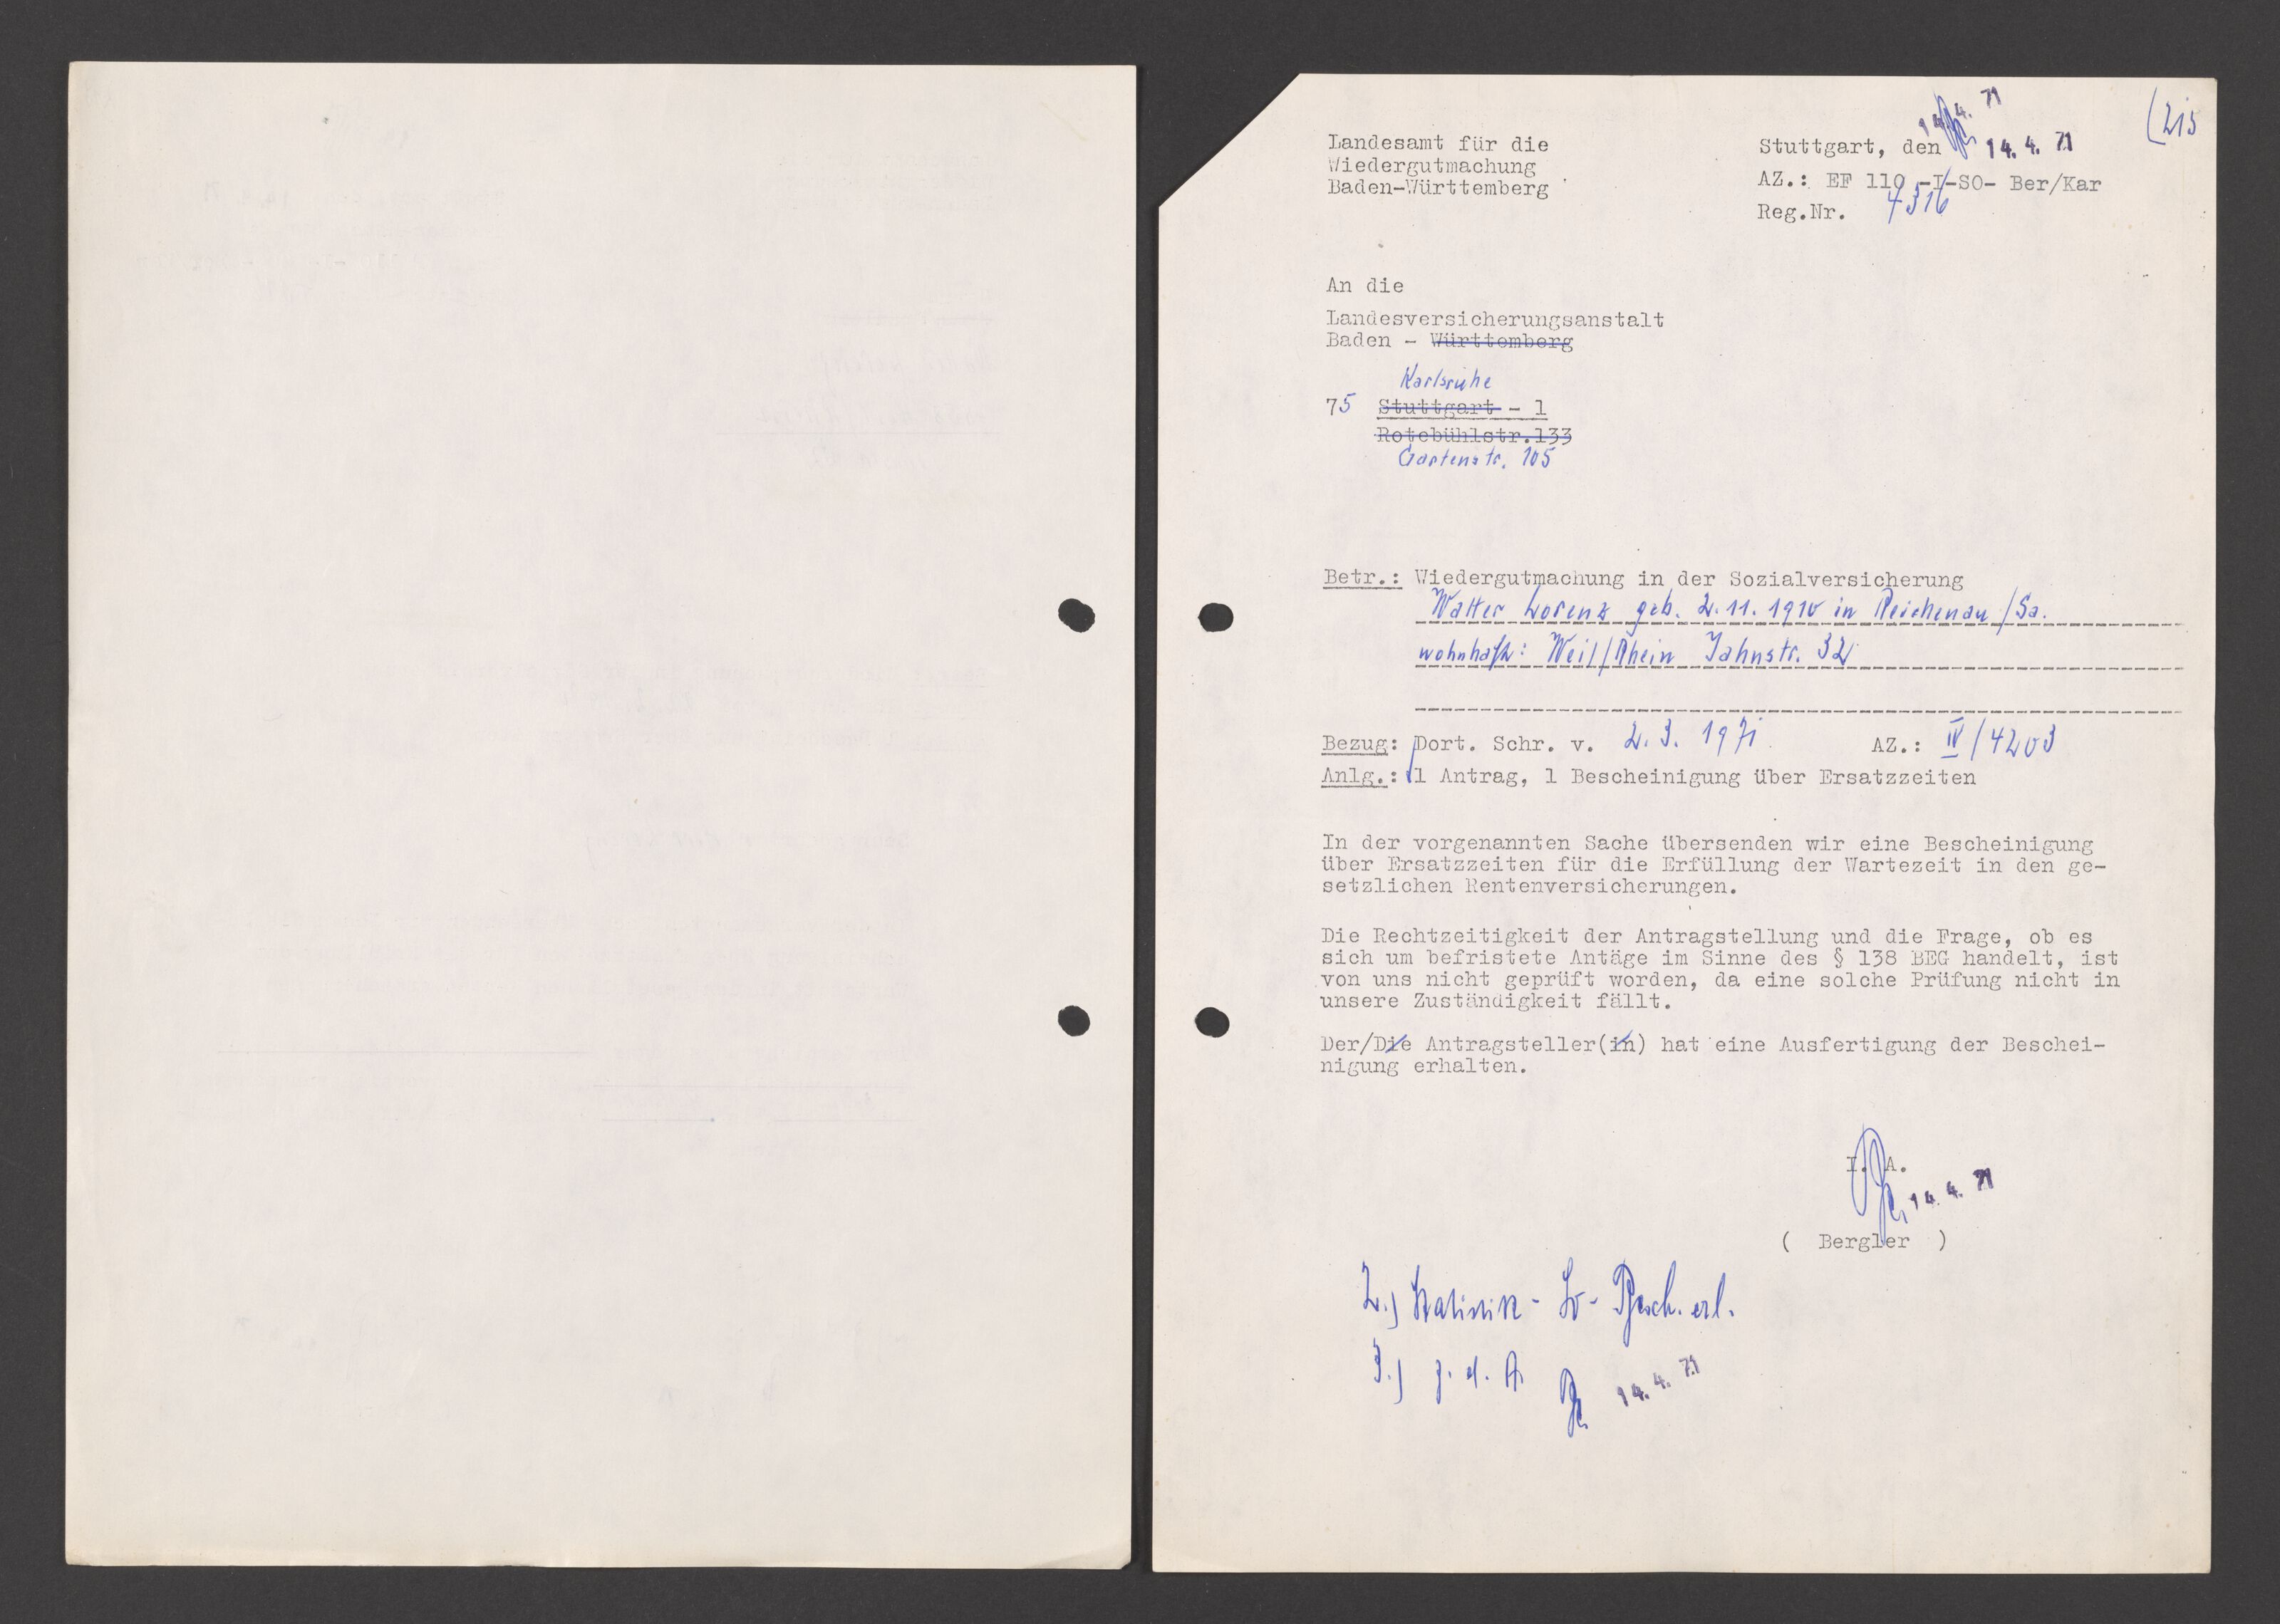 14.4.71
(215
Landesamt für die
Wiedergutmachung
Baden-Württemberg
Stuttgart, den 14. 4. 71
AZ.: EF 110 -I-SO- Ber/Kar
Reg.Nr. 4316
An die
Landesversicherungsanstalt
Baden - Württemberg
Karlsruhe
75 Stuttgart - 1
Rotebühlstr.133
Gartenstr. 105
Betr.: Wiedergutmachung in der Sozialversicherung
Walter Lorenz geb. 2.11.1910 in Reichenau/Sa.
wohnhaft: Weil/Rhein Jahnstr. 32
Bezug: Dort. Schr. v. 2.3.1971 AZ.: IV/4203
Anlg.: 1 Antrag, 1 Bescheinigung über Ersatzzeiten
In der vorgenannten Sache übersenden wir eine Bescheinigung
über Ersatzzeiten für die Erfüllung der Wartezeit in den ge-
setzlichen Rentenversicherungen.
Die Rechtzeitigkeit der Antragstellung und die Frage, ob es
sich um befristete Antäge im Sinne des § 138 BEG handelt, ist
von uns nicht geprüft worden, da eine solche Prüfung nicht in
unsere Zuständigkeit fällt.
Der/Die Antragsteller(in) hat eine Ausfertigung der Beschei-
nigung erhalten.
I. A.
14. 4. 71
( Bergler )
2.) Statistik - So - Besch. erl.
3.) z. d. A. 14. 4. 71